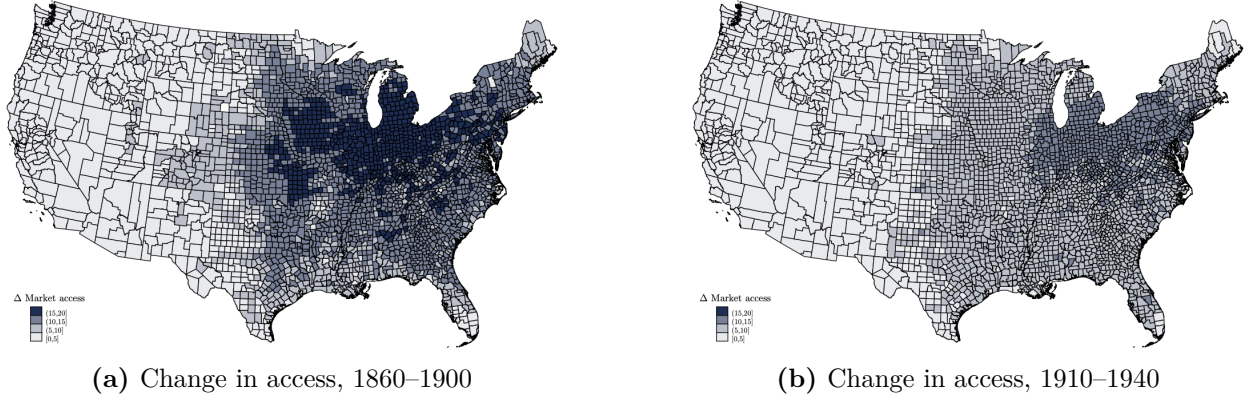 Δ Market access
(15,20]
(10,15]
(5,10]
[0,5]
(a) Change in access, 1860–1900
Δ Market access
(15,20]
(10,15]
(5,10]
[0,5]
(b) Change in access, 1910–1940